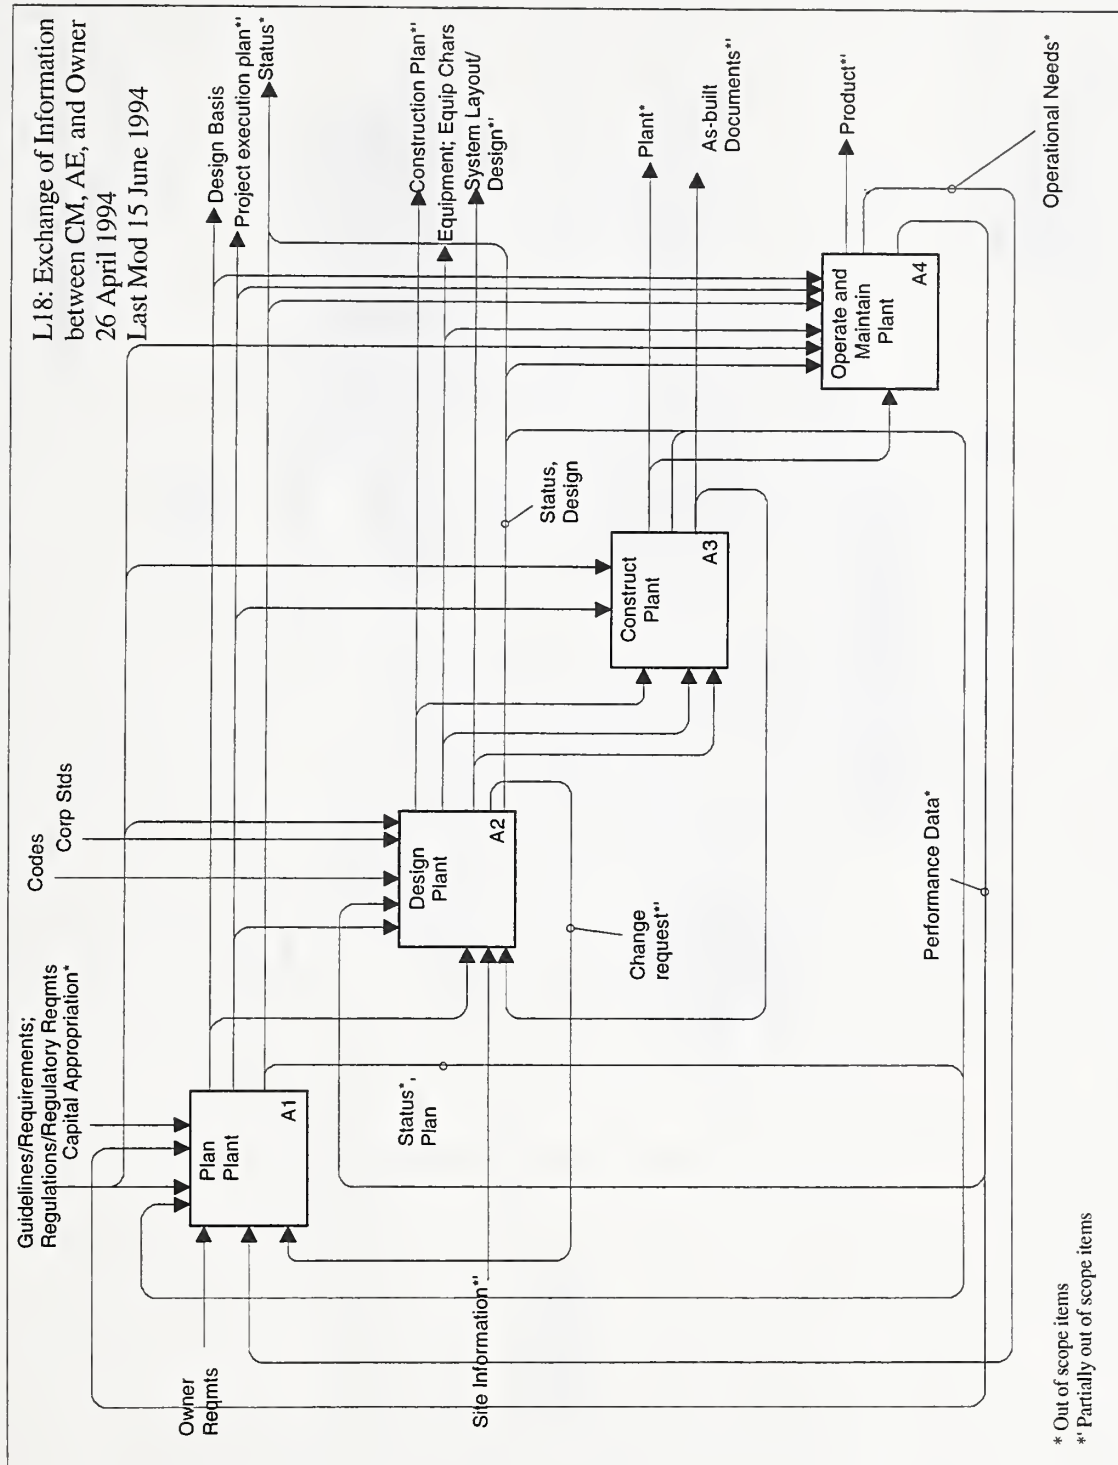 L18: Exchange of Information
between CM, AE, and Owner
26 April 1994
Last Mod 15 June 1994
Guidelines/Requirements;
Regulations/Regulatory Reqmts
Capital Appropriation*
Codes
Corp Stds
Design Basis
Project execution plan*'
Status*
Owner
Reqmts
Plan
Plant
A1
Construction Plan*'
Equipment; Equip Chars
System Layout/
Design*'
Status*,
Plan
Design
Plant
A2
Site Information*'
Status,
Design
Change
request*'
Construct
Plant
A3
Plant*
As-built
Documents*'
Operate and
Maintain
Plant
A4
Product*'
Performance Data*
Operational Needs*
* Out of scope items
*' Partially out of scope items